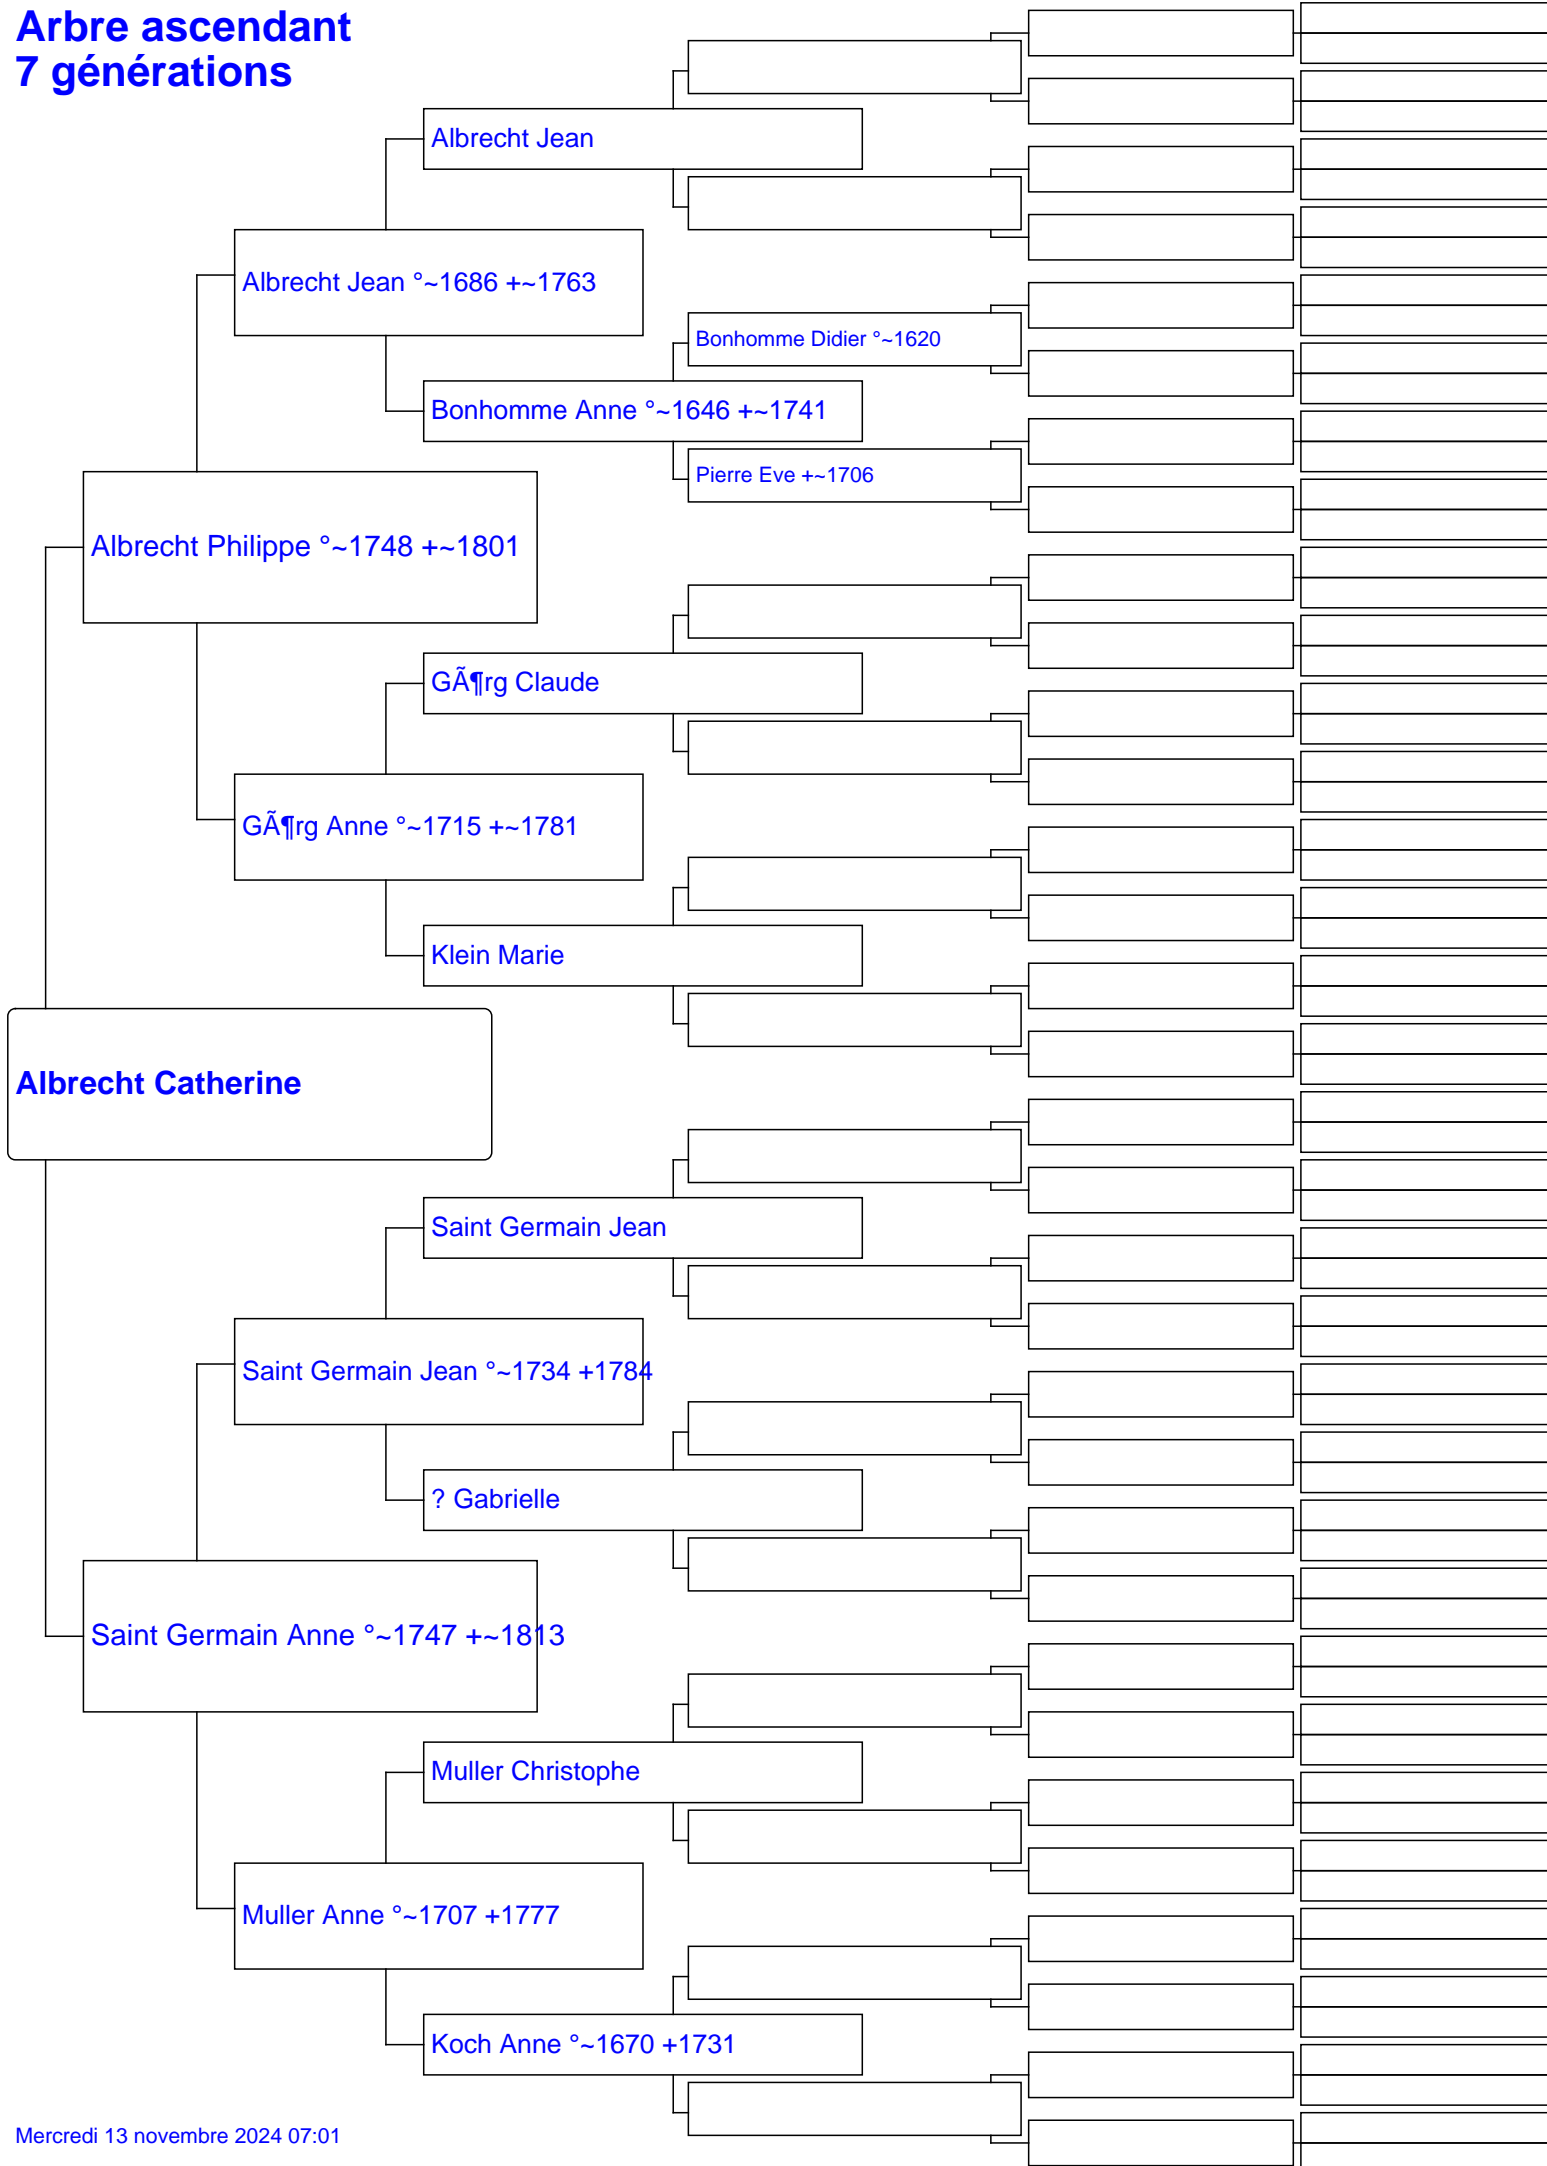 Arbre ascendant
7 générations
Albrecht Jean
Albrecht Jean °~1686 +~1763
Bonhomme Didier °~1620
Bonhomme Anne °~1646 +~1741
Pierre Eve +~1706
Albrecht Philippe °~1748 +~1801
GÃ¶rg Claude
GÃ¶rg Anne °~1715 +~1781
Klein Marie
Albrecht Catherine
Saint Germain Jean
Saint Germain Jean °~1734 +1784
? Gabrielle
Saint Germain Anne °~1747 +~1813
Muller Christophe
Muller Anne °~1707 +1777
Koch Anne °~1670 +1731
Mercredi 13 novembre 2024 07:01